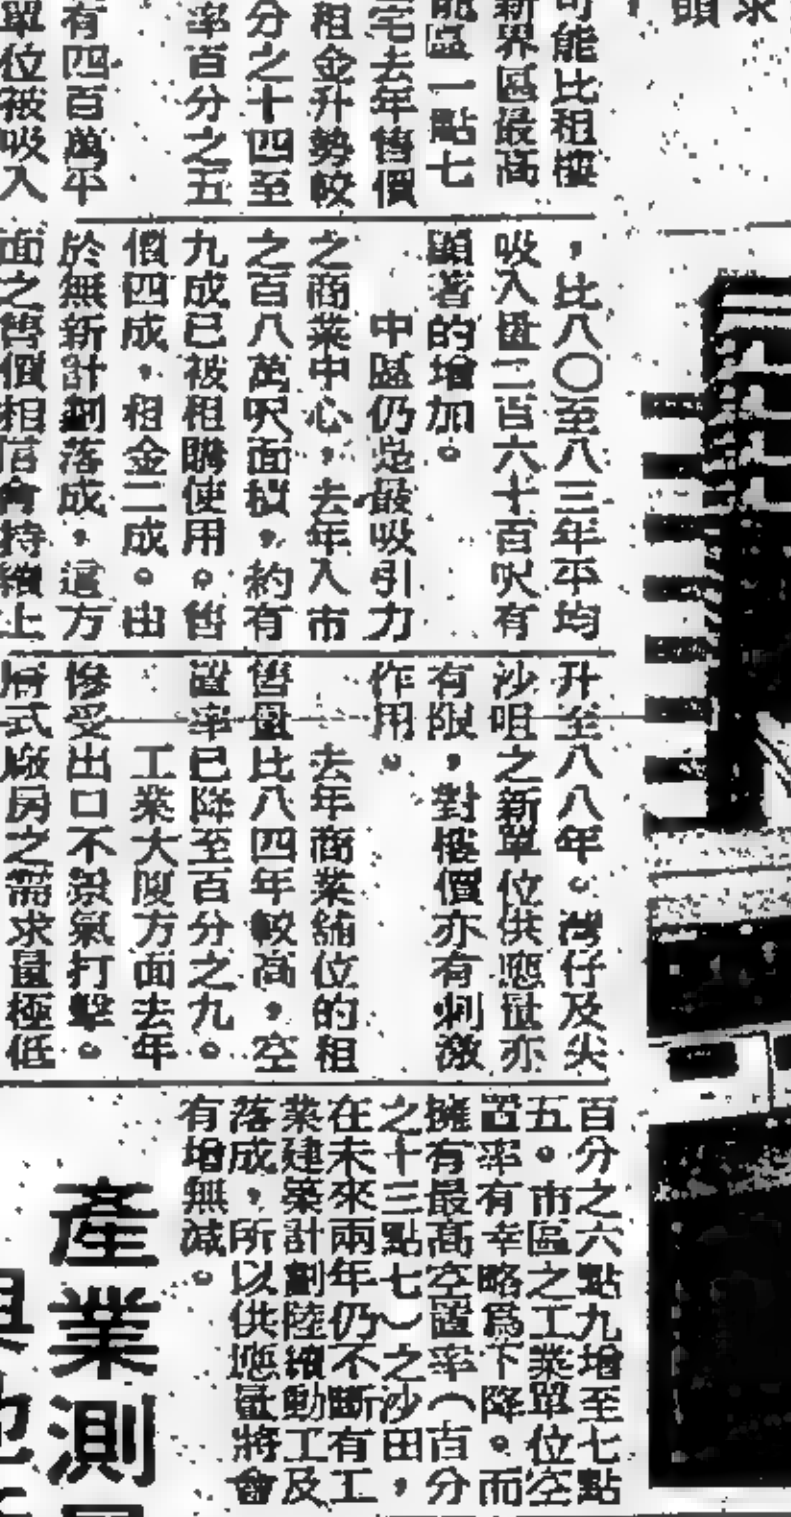 求
頭
可能比租樓
新界區最高
能區一點七
宅去年售價
租金升勢較
分之十四至
率百分之五
有四百萬平
單位被吸入
，比八〇至八三年平均
吸入量二百六十百呎有
顯著的增加。
中區仍是最吸引力
之商業中心，去年入市
之百八萬呎面積，約有
九成已被租購使用。售
價四成，租金二成。由
於無新計劃落成，這方
面之售價相信會持續上
升至八八年。灣仔及尖
沙咀之新單位供應量亦
有限，對樓價亦有刺激
作用。
去年商業舖位的租
售量比八四年較高，空
置率已降至百分之九。
工業大廈方面去年
慘受出口不景氣打擊。
層式廠房之需求量極低
百分之六點九增至七點
五。市區之工業單位空
置率有幸略為下降。而
擁有最高空置率（百分
之十三點七）之沙田，
在未來兩年仍不斷有工
業建築計劃陸續動工及
落成，所以供應量將會
有增無減。
產業測